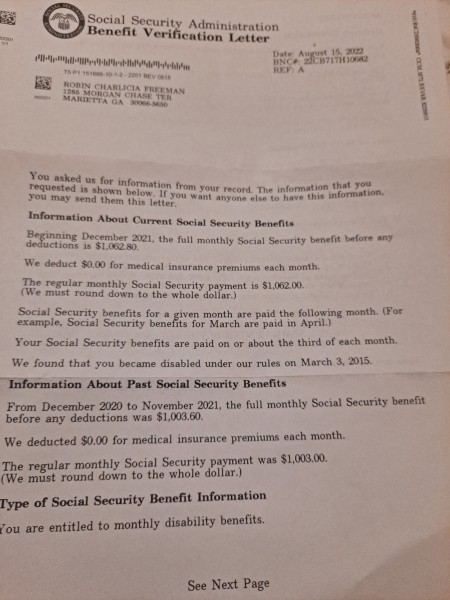 Social Security Administration
Benefit Verification Letter
Date: August 15, 2022
BNC#: 22CB717H10682
REF: A
ROBIN CHARLICIA FREEMAN
1286 MORGAN CHASE TER
MARIETTA GA 30066-5650
You asked us for information from your record. The information that you
requested is shown below. If you want anyone else to have this information,
you may send them this letter.
Information About Current Social Security Benefits
Beginning December 2021, the full monthly Social Security benefit before any
deductions is $1,062.80.
We deduct $0.00 for medical insurance premiums each month.
The regular monthly Social Security payment is $1,062.00.
(We must round down to the whole dollar.)
Social Security benefits for a given month are paid the following month. (For
example, Social Security benefits for March are paid in April.)
Your Social Security benefits are paid on or about the third of each month.
We found that you became disabled under our rules on March 3, 2015.
Information About Past Social Security Benefits
From December 2020 to November 2021, the full monthly Social Security benefit
before any deductions was $1,003.60.
We deducted $0.00 for medical insurance premiums each month.
The regular monthly Social Security payment was $1,003.00.
(We must round down to the whole dollar.)
Type of Social Security Benefit Information
You are entitled to monthly disability benefits.
See Next Page